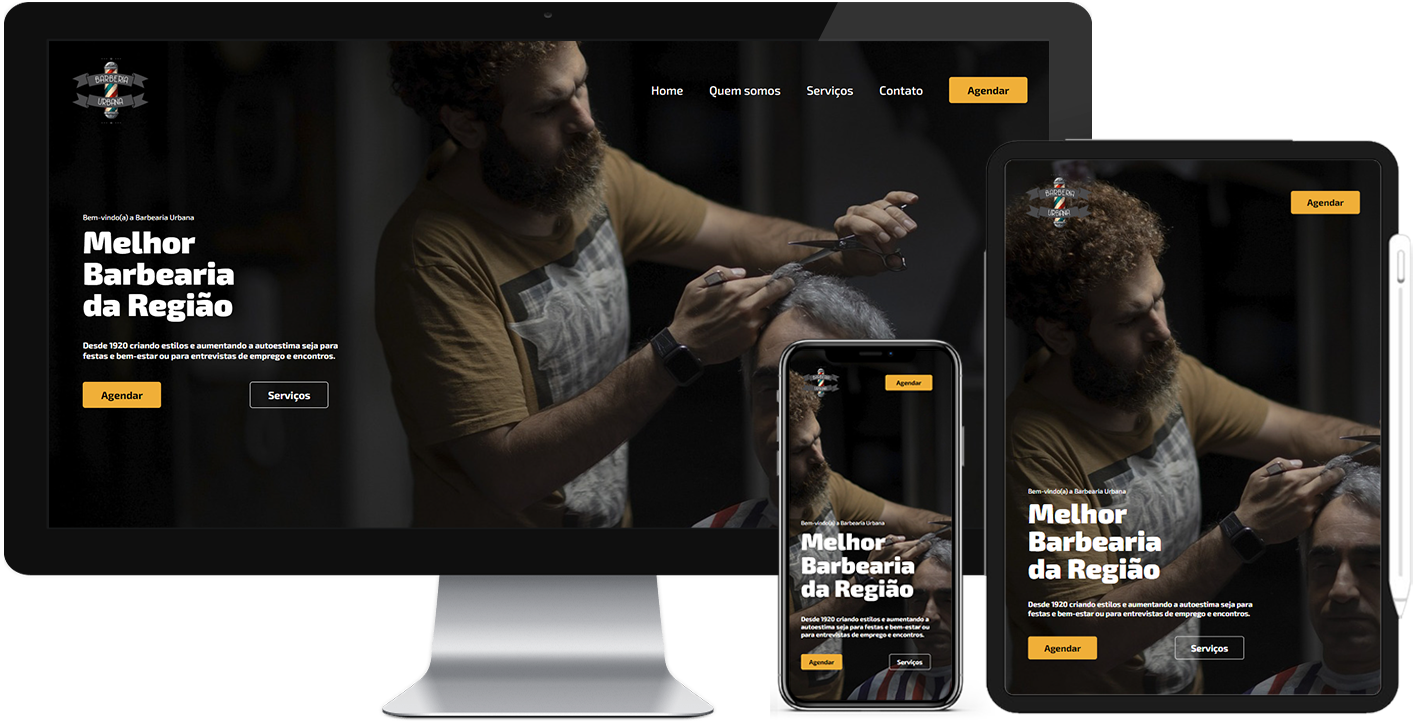 BARBERIA
URBANA
Home
Quem somos
Serviços
Contato
Agendar
Bem-vindo(a) a Barbearia Urbana
Melhor
Barbearia
da Região
Desde 1920 criando estilos e aumentando a autoestima seja para
festas e bem-estar ou para entrevistas de emprego e encontros.
Agendar
Serviços
BARBERIA
URBANA
Agendar
Bem-vindo(a) a Barbearia Urbana
Melhor
Barbearia
da Região
Desde 1920 criando estilos e aumentando a
autoestima seja para festas e bem-estar ou
para entrevistas de emprego e encontros.
Agendar
Serviços
BARBERIA
URBANA
Agendar
Bem-vindo(a) a Barbearia Urbana
Melhor
Barbearia
da Região
Desde 1920 criando estilos e aumentando a autoestima seja para
festas e bem-estar ou para entrevistas de emprego e encontros.
Agendar
Serviços